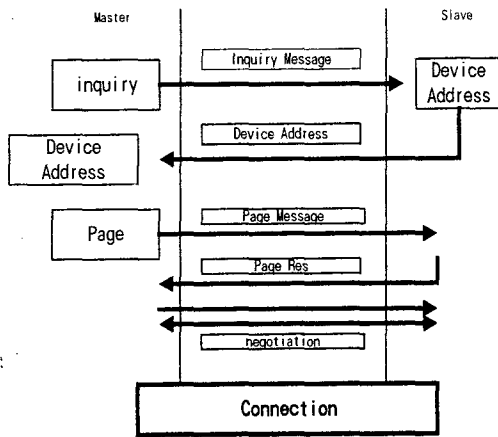 Master
Slave
Inquiry Message
inquiry
Device
Address
Device Address
Device
Address
Page Message
Page
Page Res
negotiation
Connection